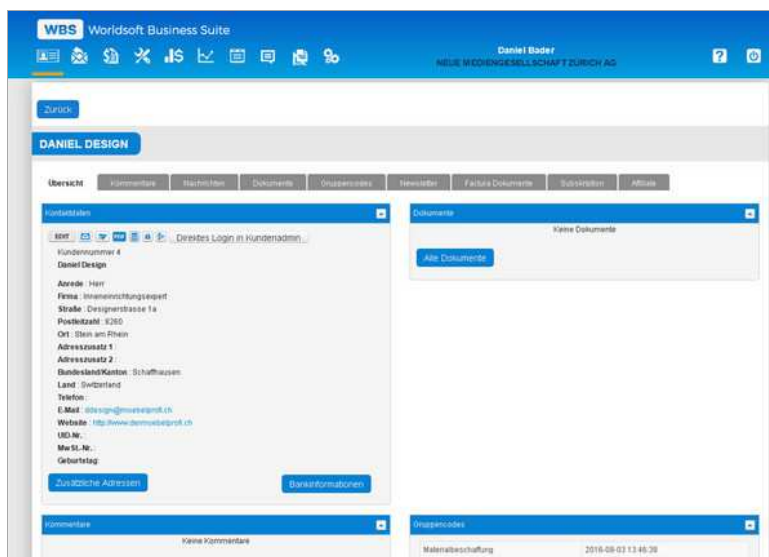 WBS Worldsoft Business Suite
Daniel Bader
NEUE MEDIENGESELLSCHAFT ZÜRICH AG
Zurück
DANIEL DESIGN
Übersicht Kommentare Nachrichten Dokumente Gruppencodes Newsletter Factura Dokumente Subskription Affiliate
Kontaktdaten
EDIT Direktes Login in Kundenadmin
Kundennummer 4
Daniel Design
Anrede : Herr
Firma : Inneneinrichtungsexpert
Straße : Designerstrasse 1a
Postleitzahl : 8260
Ort : Stein am Rhein
Adresszusatz 1 :
Adresszusatz 2 :
Bundesland/Kanton : Schaffhausen
Land : Switzerland
Telefon :
E-Mail : ddesign@moebelprofi.ch
Website : http://www.dermoebelprofi.ch
UID-Nr. :
MwSt.-Nr. :
Geburtstag:
Zusätzliche Adressen Bankinformationen
Dokumente
Keine Dokumente
Alle Dokumente
Kommentare
Keine Kommentare
Gruppencodes
Materialbeschaffung 2016-08-03 13:46:39